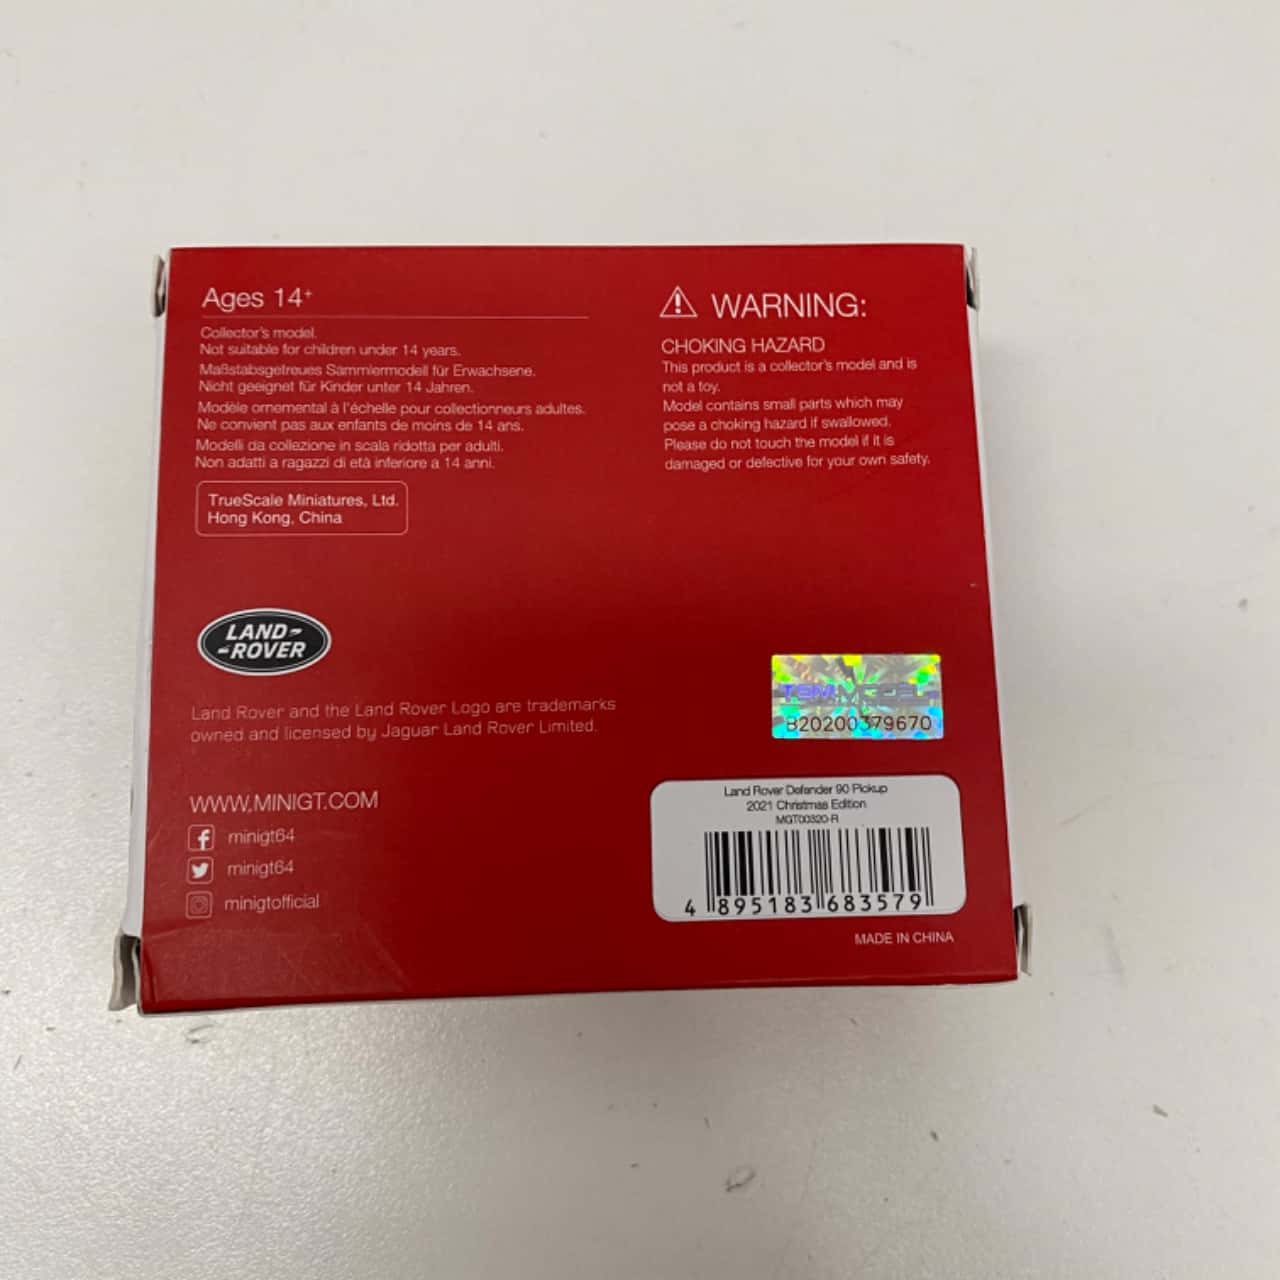 Ages 14+
Collector's model.
Not suitable for children under 14 years.
Maßstabsgetreues Sammlermodell für Erwachsene.
Nicht geeignet für Kinder unter 14 Jahren.
Modèle ornemental à l'échelle pour collectionneurs adultes.
Ne convient pas aux enfants de moins de 14 ans.
Modelli da collezione in scala ridotta per adulti.
Non adatti a ragazzi di età inferiore a 14 anni.
TrueScale Miniatures, Ltd.
Hong Kong, China
LAND
ROVER
Land Rover and the Land Rover Logo are trademarks
owned and licensed by Jaguar Land Rover Limited.
WWW.MINIGT.COM
minigt64
minigt64
minigtofficial
WARNING:
CHOKING HAZARD
This product is a collector's model and is
not a toy.
Model contains small parts which may
pose a choking hazard if swallowed.
Please do not touch the model if it is
damaged or defective for your own safety.
TSM MODEL
B20200379670
Land Rover Defender 90 Pickup
2021 Christmas Edition
MGT00320-R
4 895183 683579
MADE IN CHINA